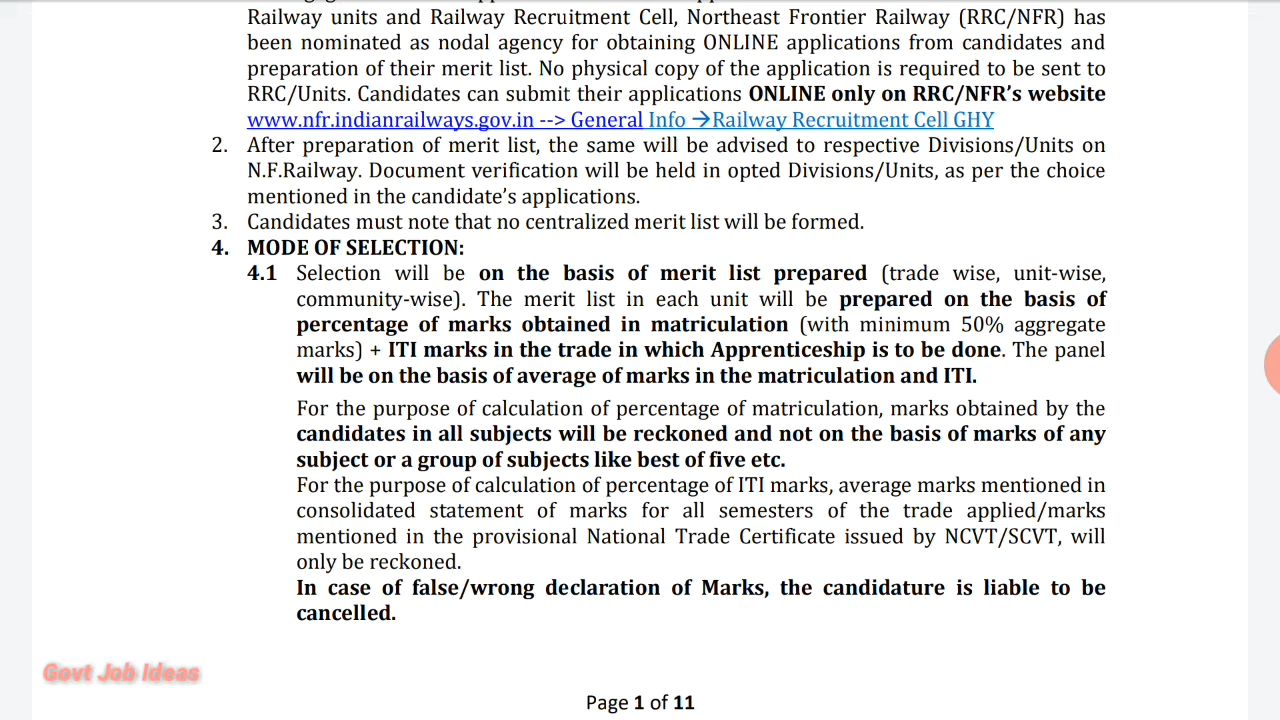 Railway units and Railway Recruitment Cell, Northeast Frontier Railway (RRC/NFR) has
been nominated as nodal agency for obtaining ONLINE applications from candidates and
preparation of their merit list. No physical copy of the application is required to be sent to
RRC/Units. Candidates can submit their applications ONLINE only on RRC/NFR’s website
www.nfr.indianrailways.gov.in --> General Info →Railway Recruitment Cell GHY
2. After preparation of merit list, the same will be advised to respective Divisions/Units on
N.F.Railway. Document verification will be held in opted Divisions/Units, as per the choice
mentioned in the candidate’s applications.
3. Candidates must note that no centralized merit list will be formed.
4. MODE OF SELECTION:
4.1 Selection will be on the basis of merit list prepared (trade wise, unit-wise,
community-wise). The merit list in each unit will be prepared on the basis of
percentage of marks obtained in matriculation (with minimum 50% aggregate
marks) + ITI marks in the trade in which Apprenticeship is to be done. The panel
will be on the basis of average of marks in the matriculation and ITI.
For the purpose of calculation of percentage of matriculation, marks obtained by the
candidates in all subjects will be reckoned and not on the basis of marks of any
subject or a group of subjects like best of five etc.
For the purpose of calculation of percentage of ITI marks, average marks mentioned in
consolidated statement of marks for all semesters of the trade applied/marks
mentioned in the provisional National Trade Certificate issued by NCVT/SCVT, will
only be reckoned.
In case of false/wrong declaration of Marks, the candidature is liable to be
cancelled.
Govt Job Ideas
Page 1 of 11